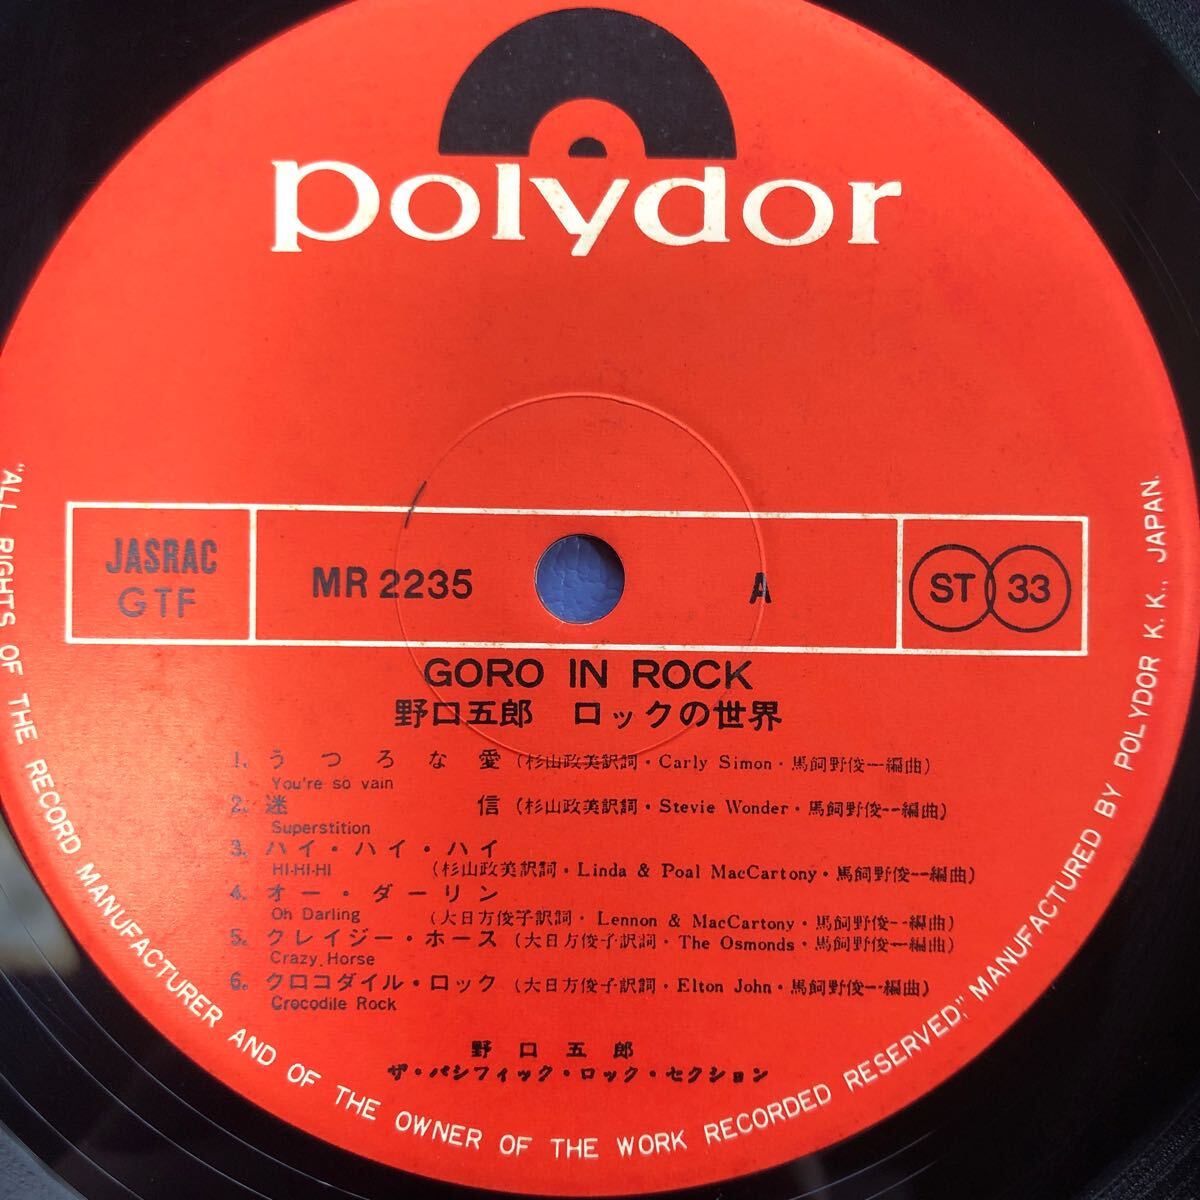 polydor
JASRAC
GTF
MR 2235
A
ST 33
GORO IN ROCK
野口五郎 ロックの世界
1. うつろな愛 (杉山政美訳詞・Carly Simon・馬飼野俊一編曲)
You're so vain
2. 迷信 (杉山政美訳詞・Stevie Wonder・馬飼野俊一編曲)
Superstition
3. ハイ・ハイ・ハイ
HI-HI-HI (杉山政美訳詞・Linda & Poal MacCartony・馬飼野俊一編曲)
4. オー・ダーリン
Oh Darling (大日方俊子訳詞・Lennon & MacCartony・馬飼野俊一編曲)
5. クレイジー・ホース (大日方俊子訳詞・The Osmonds・馬飼野俊一編曲)
Crazy Horse
6. クロコダイル・ロック (大日方俊子訳詞・Elton John・馬飼野俊一編曲)
Crocodile Rock
野口五郎
ザ・パシフィック・ロック・セクション
"ALL RIGHTS OF THE RECORD MANUFACTURER AND OF THE OWNER OF THE WORK RECORDED RESERVED," MANUFACTURED BY POLYDOR K. K., JAPAN.